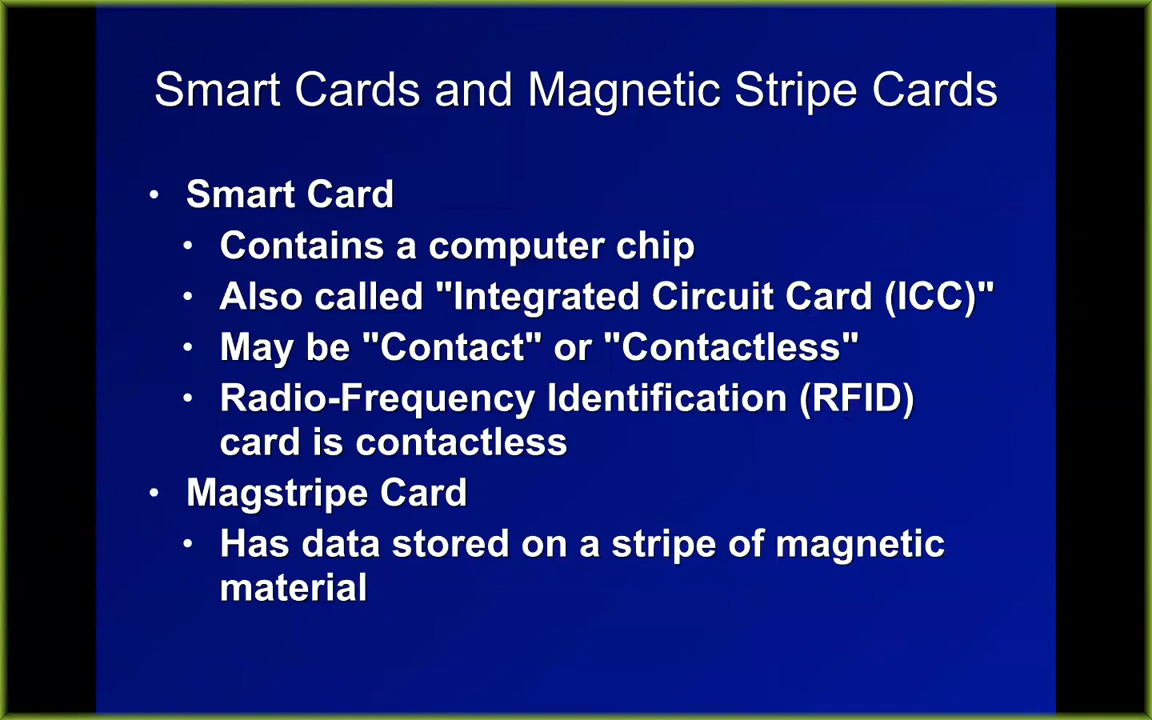 Smart Cards and Magnetic Stripe Cards
• Smart Card
• Contains a computer chip
• Also called "Integrated Circuit Card (ICC)"
• May be "Contact" or "Contactless"
• Radio-Frequency Identification (RFID)
card is contactless
• Magstripe Card
• Has data stored on a stripe of magnetic
material